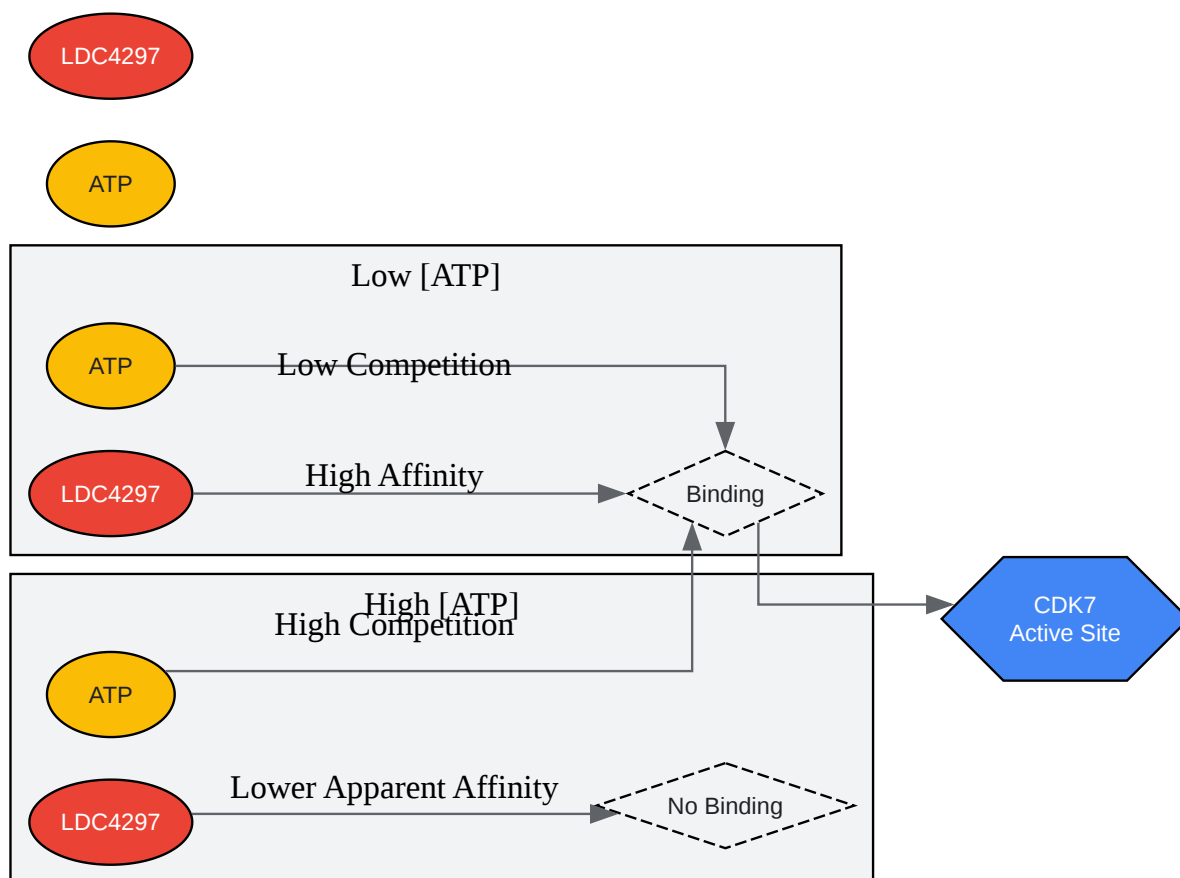 LDC4297
ATP
Low [ATP]
ATP
Low Competition
LDC4297
High Affinity
Binding
High [ATP]
High Competition
CDK7
Active Site
ATP
LDC4297
Lower Apparent Affinity
No Binding